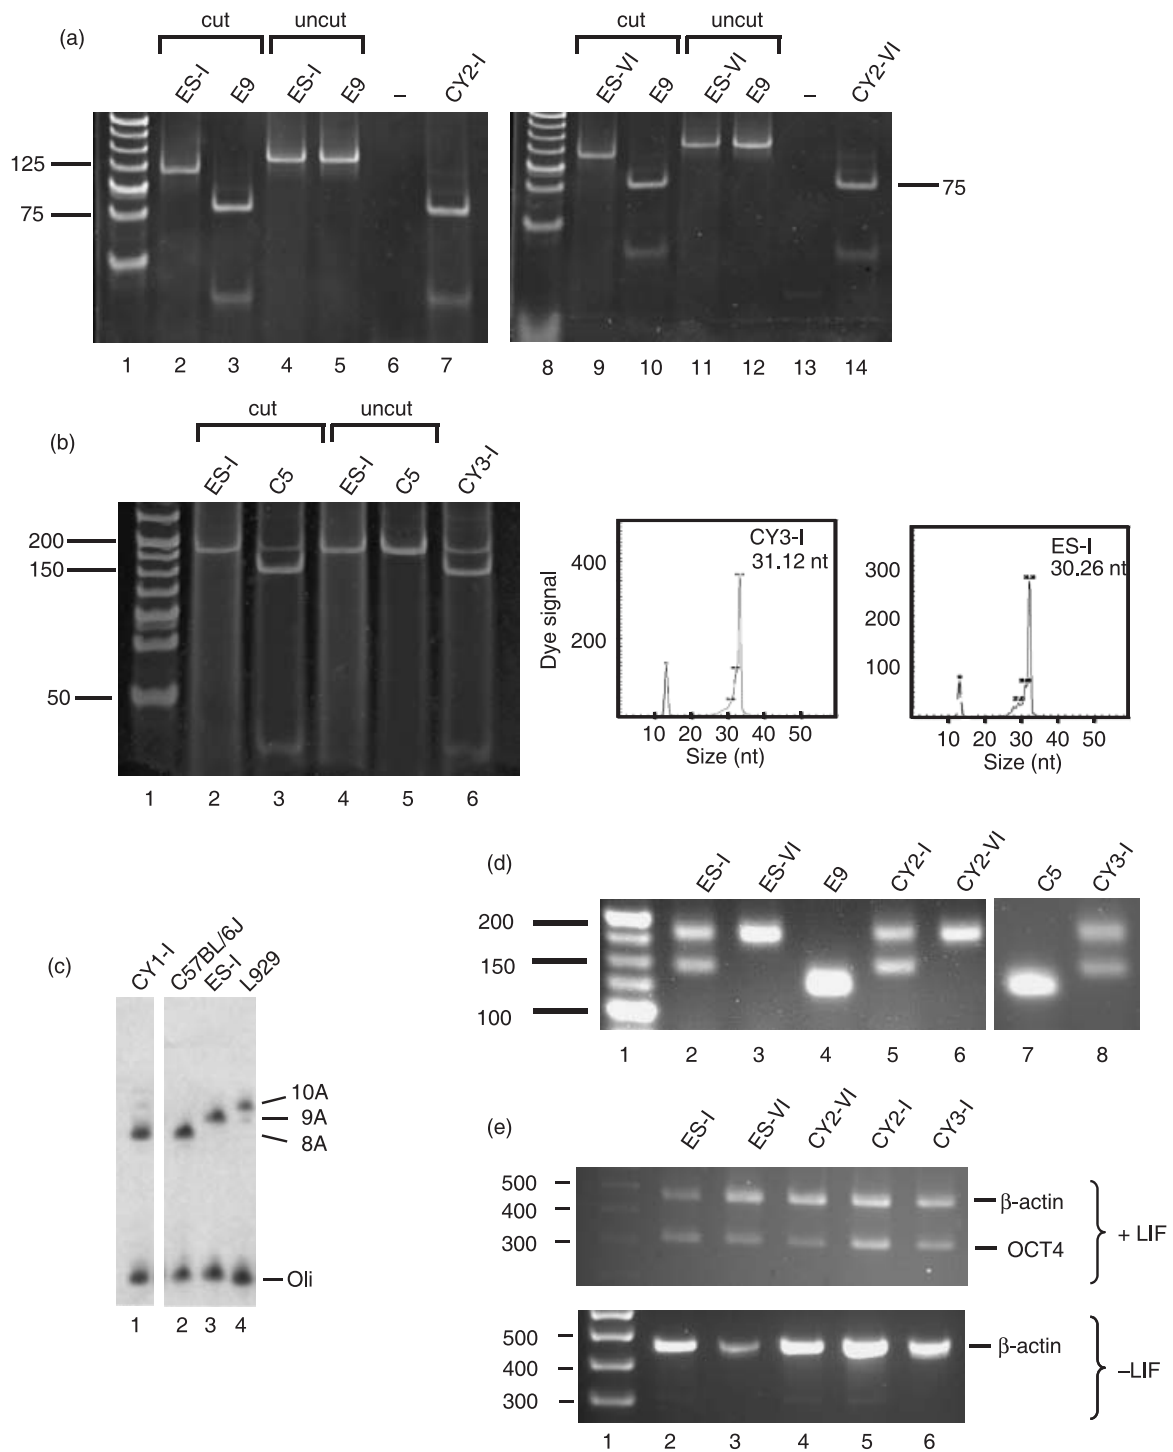 (a)
cut uncut
ES-I E9 ES-I E9 – CY2-I
125
75
1 2 3 4 5 6 7
cut uncut
ES-VI E9 ES-VI E9 – CY2-VI
75
8 9 10 11 12 13 14
(b)
cut uncut
ES-I C5 ES-I C5 CY3-I
200
150
50
1 2 3 4 5 6
CY3-I
31.12 nt
Dye signal
400
200
10 20 30 40 50
Size (nt)
ES-I
30.26 nt
300
200
100
10 20 30 40 50
Size (nt)
(c)
CY1-I C57BL/6J ES-I L929
10A
9A
8A
Oli
1 2 3 4
(d)
ES-I ES-VI E9 CY2-I CY2-VI C5 CY3-I
200
150
100
1 2 3 4 5 6 7 8
(e)
ES-I ES-VI CY2-VI CY2-I CY3-I
500
400
300
β-actin
OCT4
+ LIF
500
400
300
β-actin
–LIF
1 2 3 4 5 6